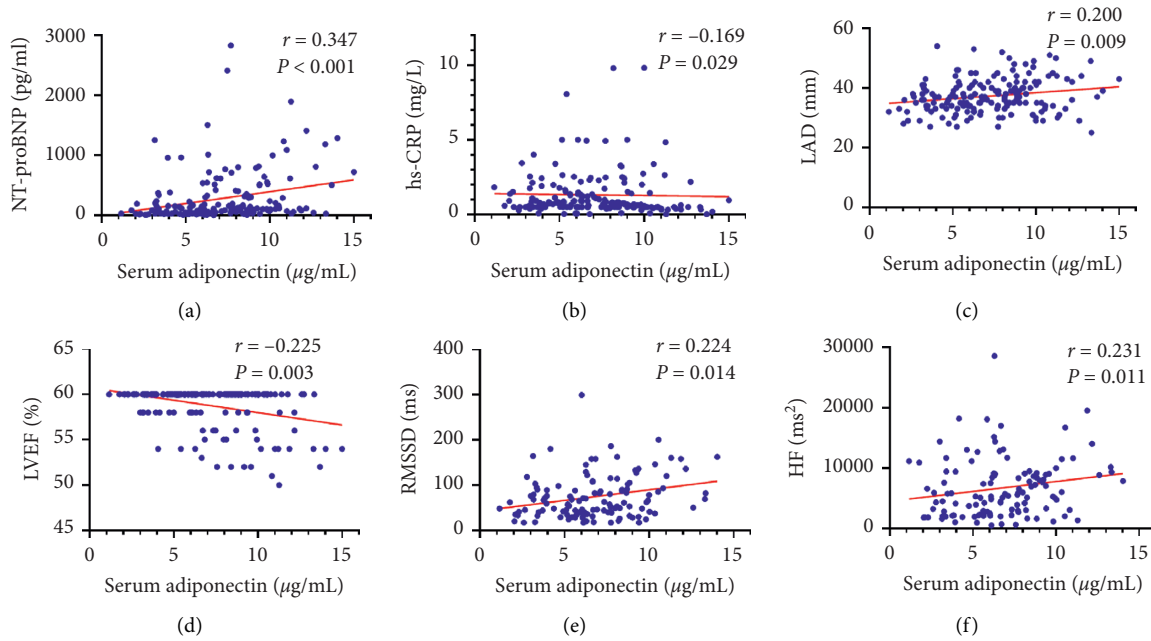 r = 0.347
P < 0.001
NT-proBNP (pg/ml)
3000
2000
1000
0
0 5 10 15
Serum adiponectin (μg/mL)
(a)
r = –0.169
P = 0.029
hs-CRP (mg/L)
10
5
0
0 5 10 15
Serum adiponectin (μg/mL)
(b)
r = 0.200
P = 0.009
LAD (mm)
60
40
20
0
0 5 10 15
Serum adiponectin (μg/mL)
(c)
r = –0.225
P = 0.003
LVEF (%)
65
60
55
50
45
0 5 10 15
Serum adiponectin (μg/mL)
(d)
r = 0.224
P = 0.014
RMSSD (ms)
400
300
200
100
0
0 5 10 15
Serum adiponectin (μg/mL)
(e)
r = 0.231
P = 0.011
HF (ms²)
30000
20000
10000
0
0 5 10 15
Serum adiponectin (μg/mL)
(f)